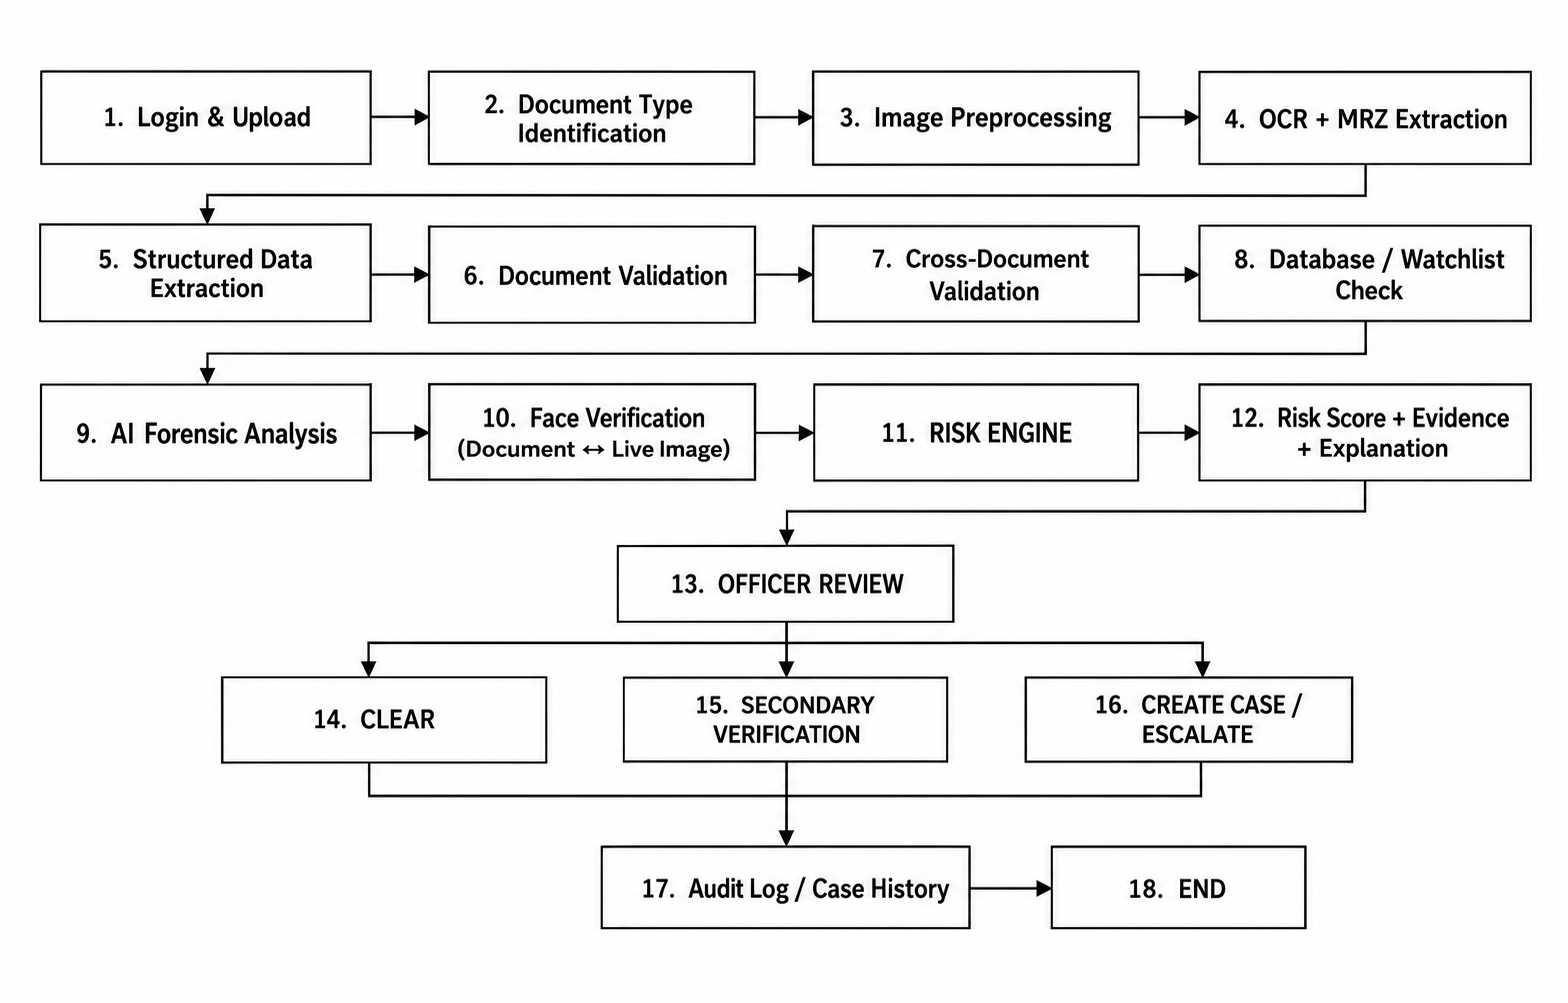 1. Login & Upload
2. Document Type
Identification
3. Image Preprocessing
4. OCR + MRZ Extraction
5. Structured Data
Extraction
6. Document Validation
7. Cross-Document
Validation
8. Database / Watchlist
Check
9. AI Forensic Analysis
10. Face Verification
(Document ↔ Live Image)
11. RISK ENGINE
12. Risk Score + Evidence
+ Explanation
13. OFFICER REVIEW
14. CLEAR
15. SECONDARY
VERIFICATION
16. CREATE CASE /
ESCALATE
17. Audit Log / Case History
18. END